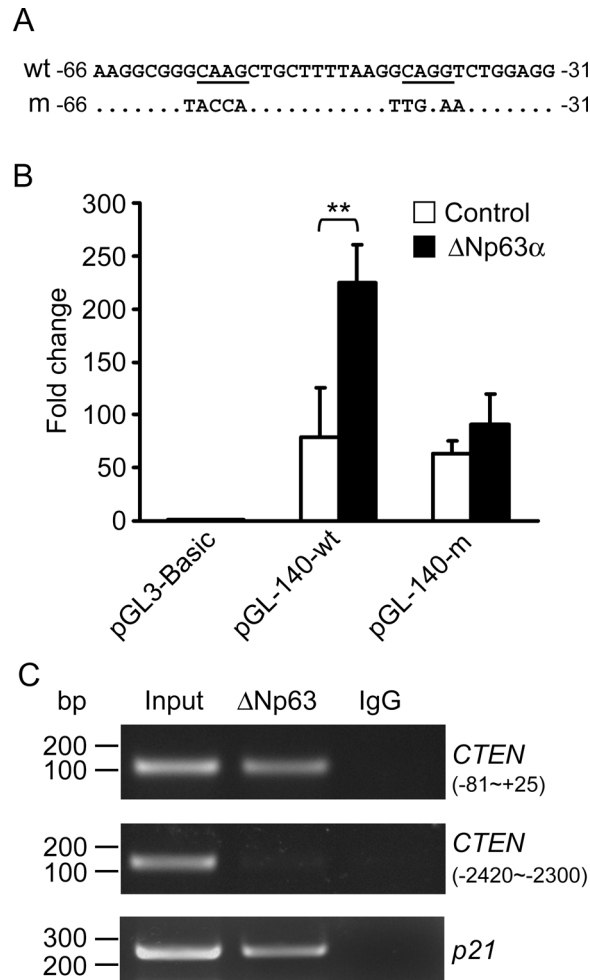 A
wt -66 AAGGCGGGCAAGCTGCTTTTAAGGCAGGTCTGGAGG -31
m -66 .......TACCA...........TTG.AA....... -31
B
300
250
200
150
100
50
0
Fold change
**
Control
ΔNp63α
pGL3-Basic
pGL-140-wt
pGL-140-m
C
bp Input ΔNp63 IgG
200
100
CTEN
(-81~+25)
200
100
CTEN
(-2420~-2300)
300
200
p21